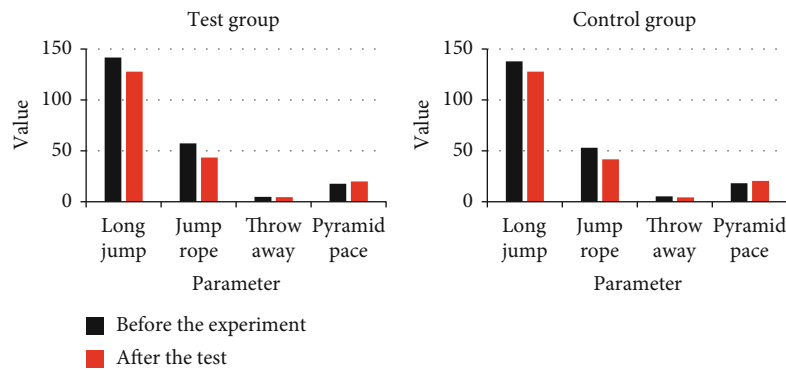 Test group
Value
150
100
50
0
Long jump
Jump rope
Throw away
Pyramid pace
Parameter
Control group
Value
150
100
50
0
Long jump
Jump rope
Throw away
Pyramid pace
Parameter
Before the experiment
After the test